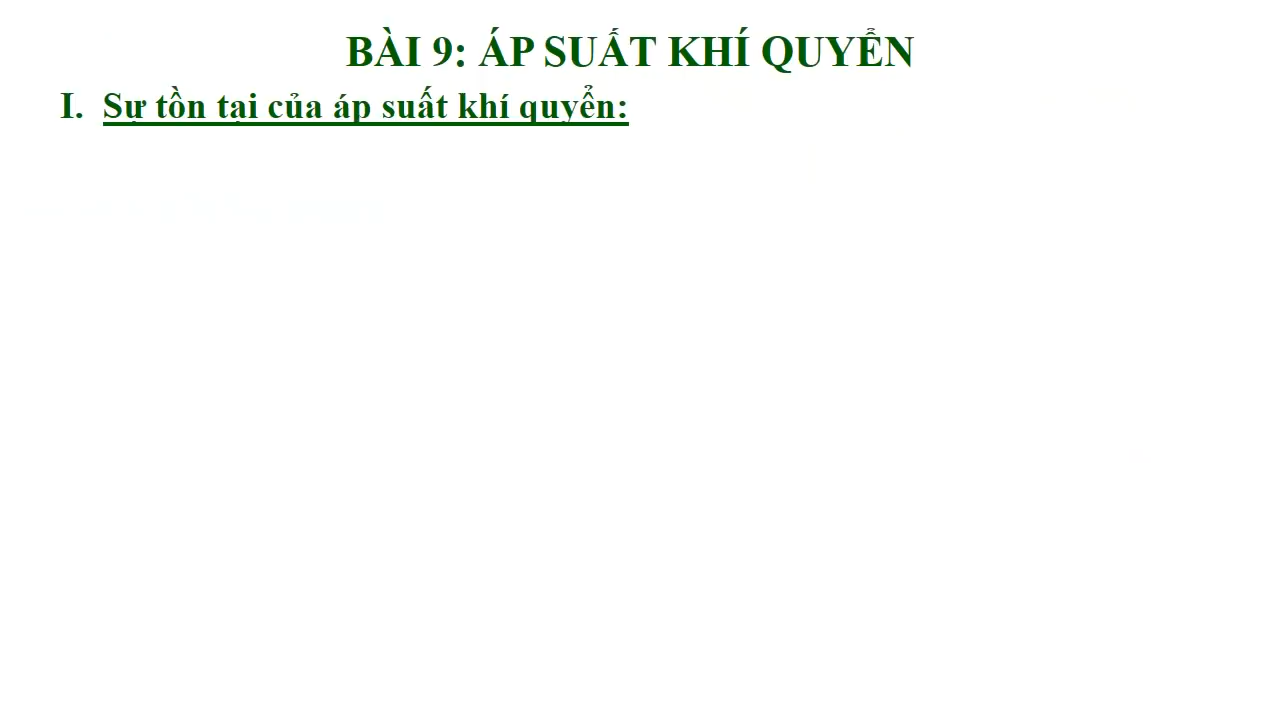 BÀI 9: ÁP SUẤT KHÍ QUYỂN
I. Sự tồn tại của áp suất khí quyển: